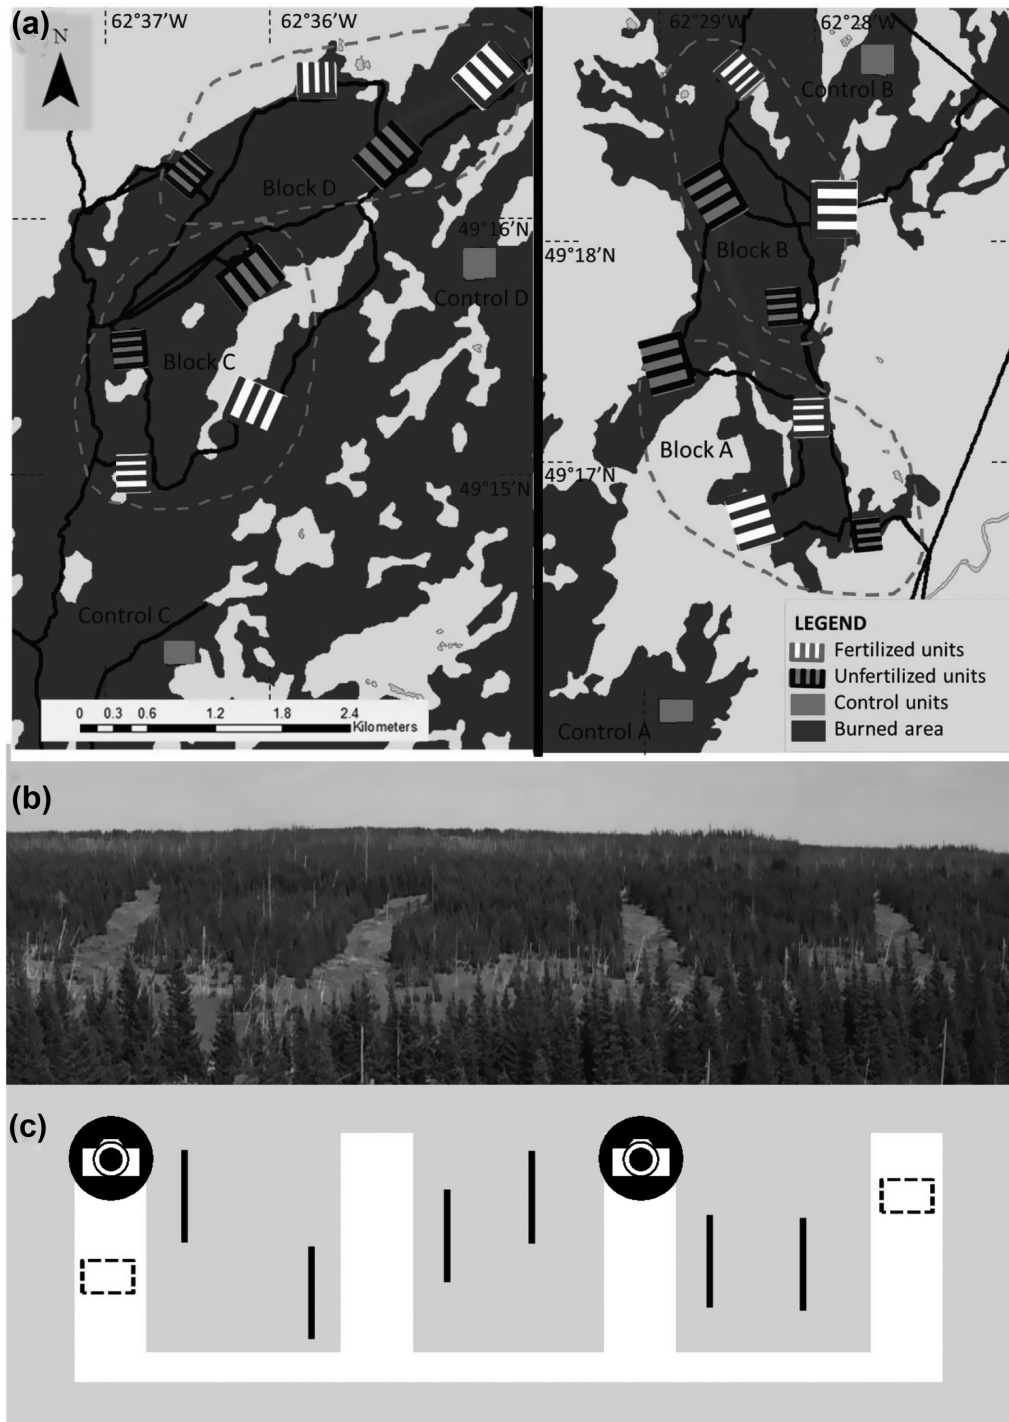 (a)
N
62°37'W
62°36'W
62°29'W
62°28'W
Control B
Block D
49°16'N
49°18'N
Block B
Control D
Block C
Block A
49°15'N
49°17'N
Control C
Control A
0 0.3 0.6 1.2 1.8 2.4
Kilometers
LEGEND
Fertilized units
Unfertilized units
Control units
Burned area
(b)
(c)